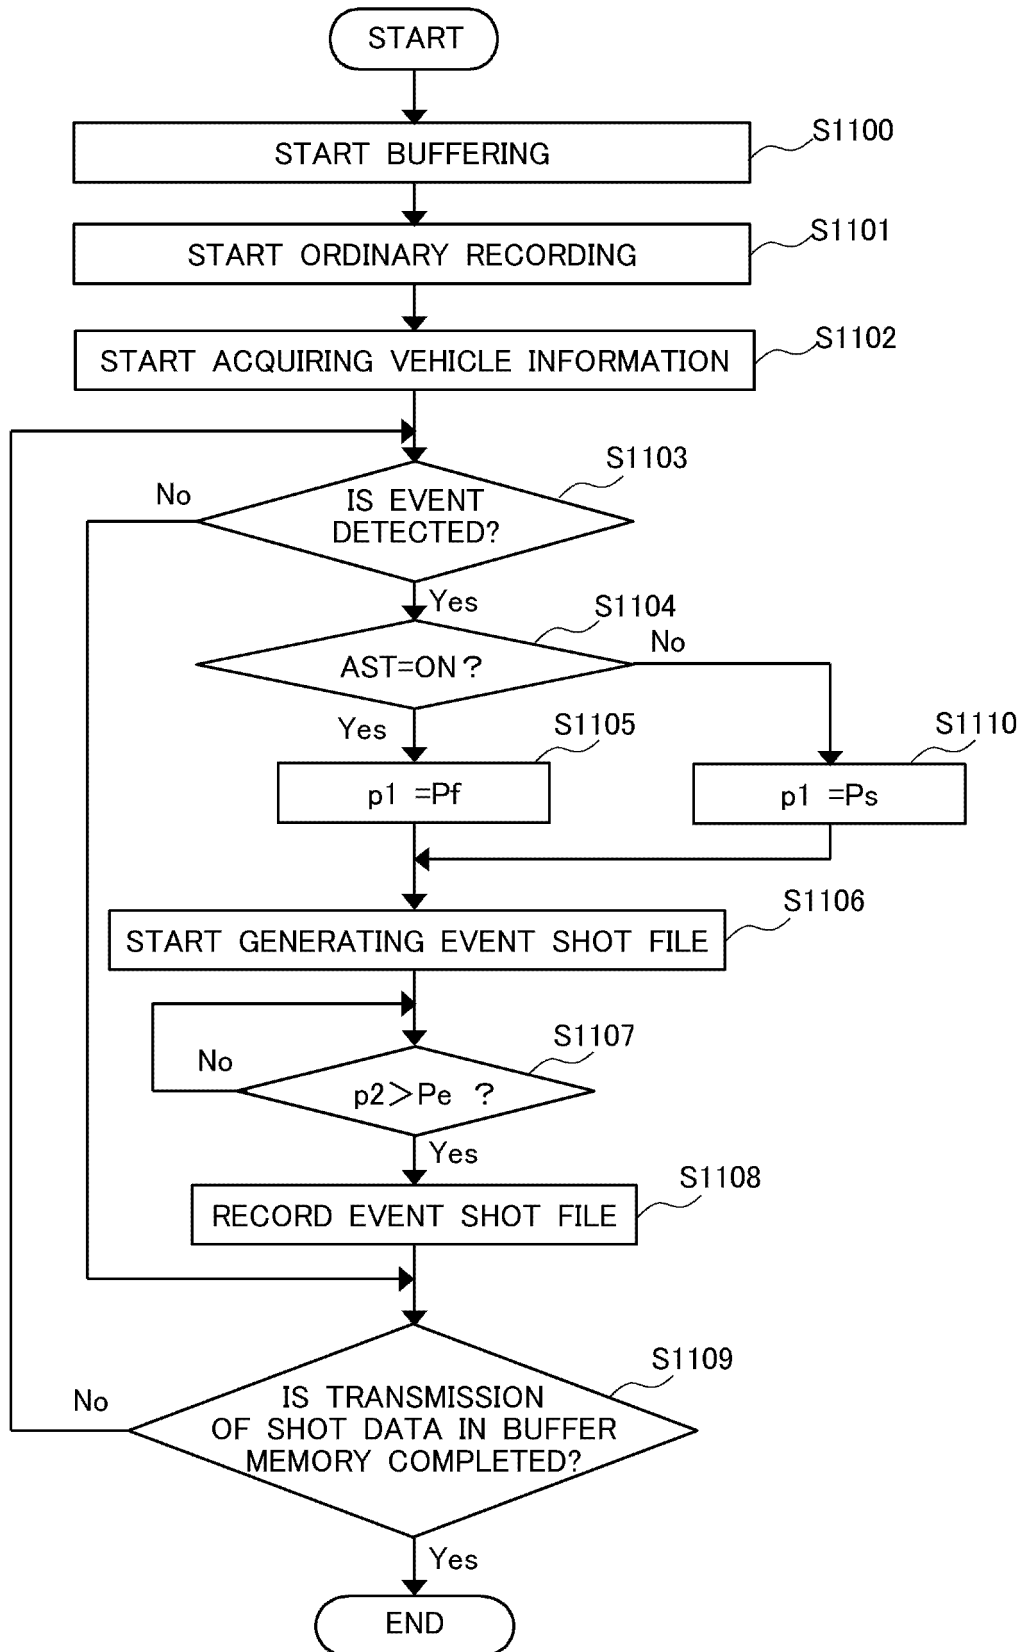 START
START BUFFERING
S1100
START ORDINARY RECORDING
S1101
START ACQUIRING VEHICLE INFORMATION
S1102
S1103
No
IS EVENT
DETECTED?
Yes
S1104
AST=ON?
No
Yes
S1105
S1110
p1 =Pf
p1 =Ps
S1106
START GENERATING EVENT SHOT FILE
S1107
No
p2>Pe ?
Yes
S1108
RECORD EVENT SHOT FILE
S1109
No
IS TRANSMISSION
OF SHOT DATA IN BUFFER
MEMORY COMPLETED?
Yes
END